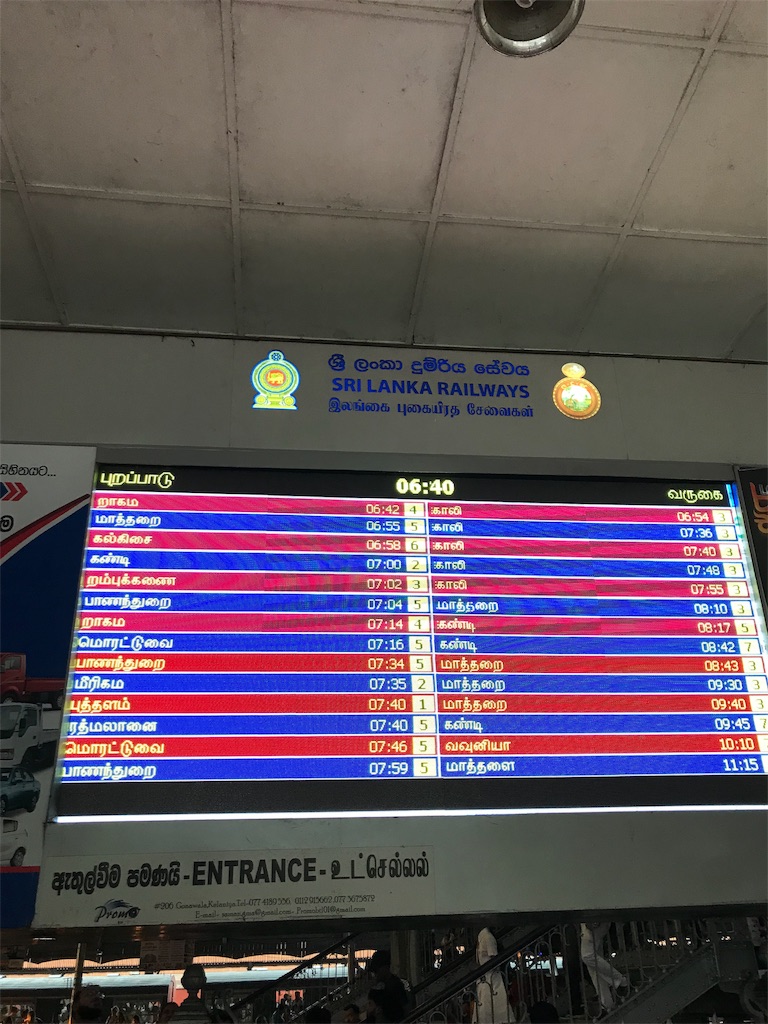 ශ්‍රී ලංකා දුම්රිය සේවය
SRI LANKA RAILWAYS
இலங்கை புகையிரத சேவைகள்
புறப்பாடு 06:40 வருகை
றாகம 06:42 4 காலி 06:54 3
மாத்தறை 06:55 5 காலி 07:36 3
கல்கிசை 06:58 6 காலி 07:40 3
கண்டி 07:00 2 காலி 07:48 3
றம்புக்கணை 07:02 3 காலி 07:55 3
பாணந்துறை 07:04 5 மாத்தறை 08:10 3
றாகம 07:14 4 கண்டி 08:17 5
மொரட்டுவை 07:16 5 கண்டி 08:42 7
பாணந்துறை 07:34 5 மாத்தறை 08:43 3
மீரிகம 07:35 2 மாத்தறை 09:30 3
புத்தளம் 07:40 1 மாத்தறை 09:40 3
ரத்மலானை 07:40 5 கண்டி 09:45 7
மொரட்டுவை 07:46 5 வவுனியா 10:10
பாணந்துறை 07:59 5 மாத்தளை 11:15
ඇතුල්වීම පමණයි - ENTRANCE - உட்செல்லல்
Promo